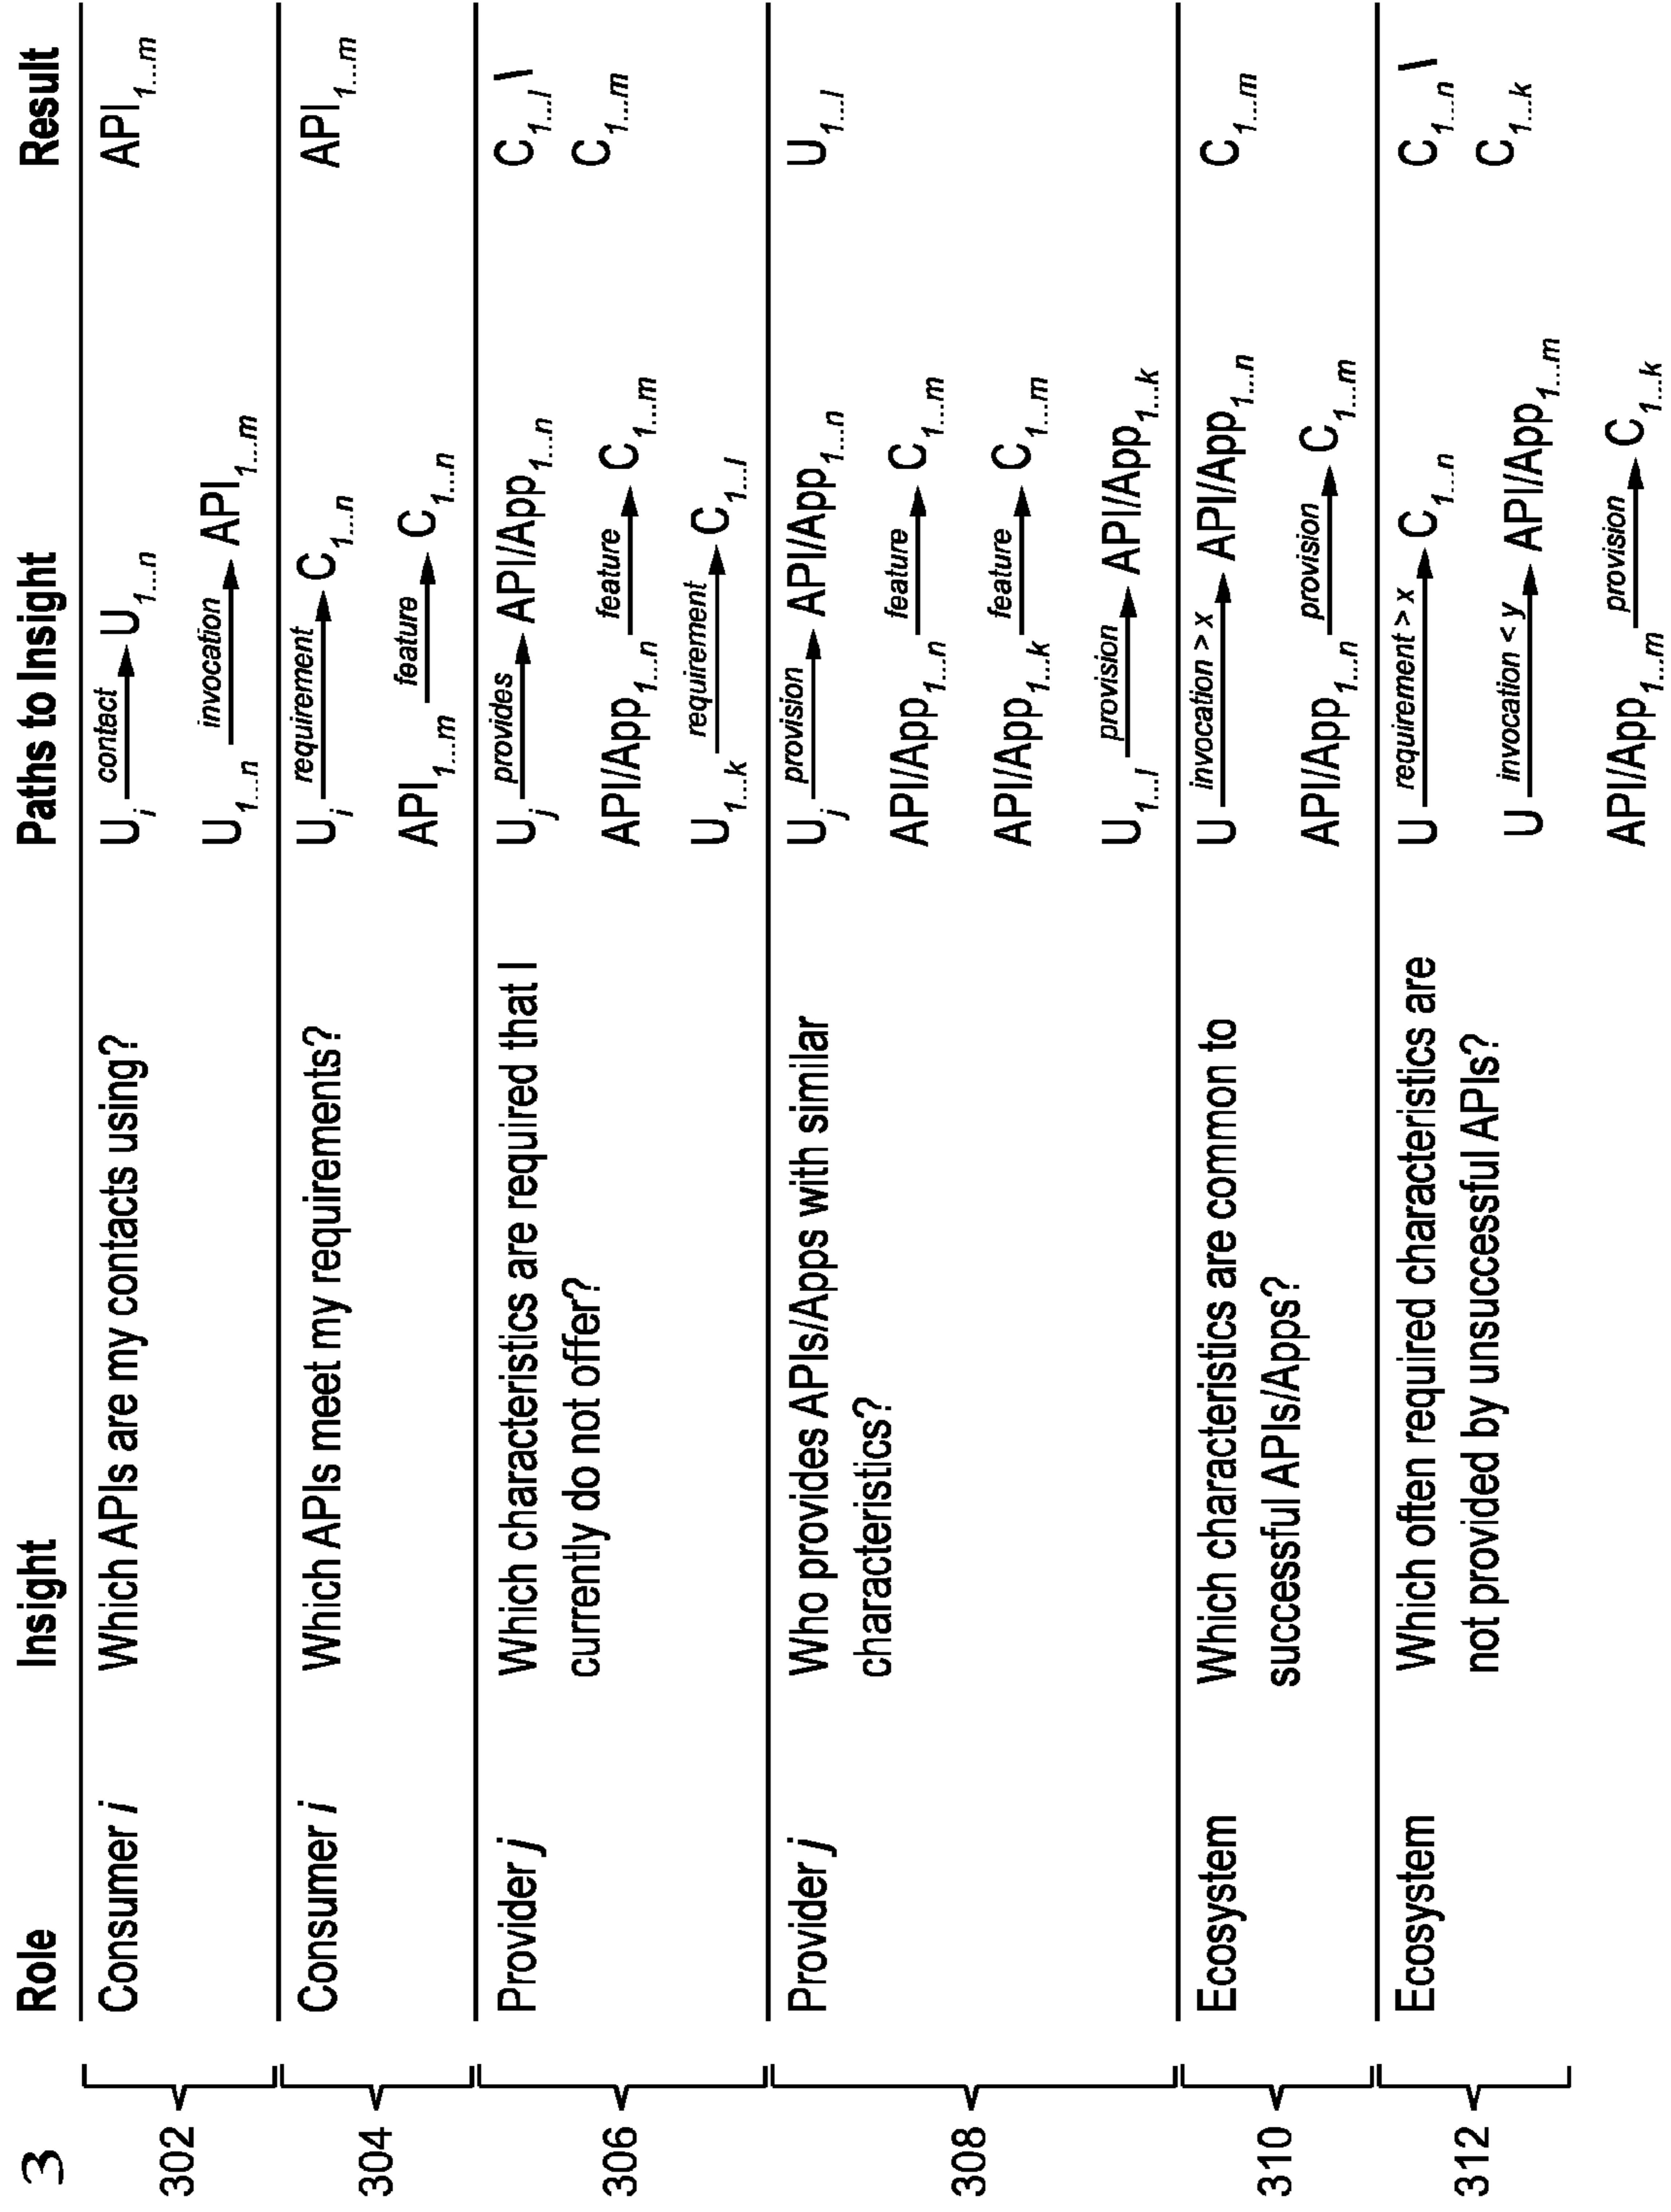 3 Role Insight Paths to Insight Result
302 Consumer i Which APIs are my contacts using? U_i —contact→ U_1...n API_1...m
U_1...n —invocation→ API_1...m
304 Consumer i Which APIs meet my requirements? U_i —requirement→ C_1...n API_1...m
API_1...m —feature→ C_1...n
306 Provider j Which characteristics are required that I U_j —provides→ API/App_1...n C_1...l \
currently do not offer? API/App_1...n —feature→ C_1...m C_1...m
U_1...k —requirement→ C_1...l
308 Provider j Who provides APIs/Apps with similar U_j —provision→ API/App_1...n U_1...l
characteristics? API/App_1...n —feature→ C_1...m
API/App_1...k —feature→ C_1...m
U_1...l —provision→ API/App_1...k
310 Ecosystem Which characteristics are common to U —invocation > x→ API/App_1...n C_1...m
successful APIs/Apps? API/App_1...n —provision→ C_1...m
312 Ecosystem Which often required characteristics are U —requirement > x→ C_1...n C_1...n \
not provided by unsuccessful APIs? U —invocation < y→ API/App_1...m C_1...k
API/App_1...m —provision→ C_1...k